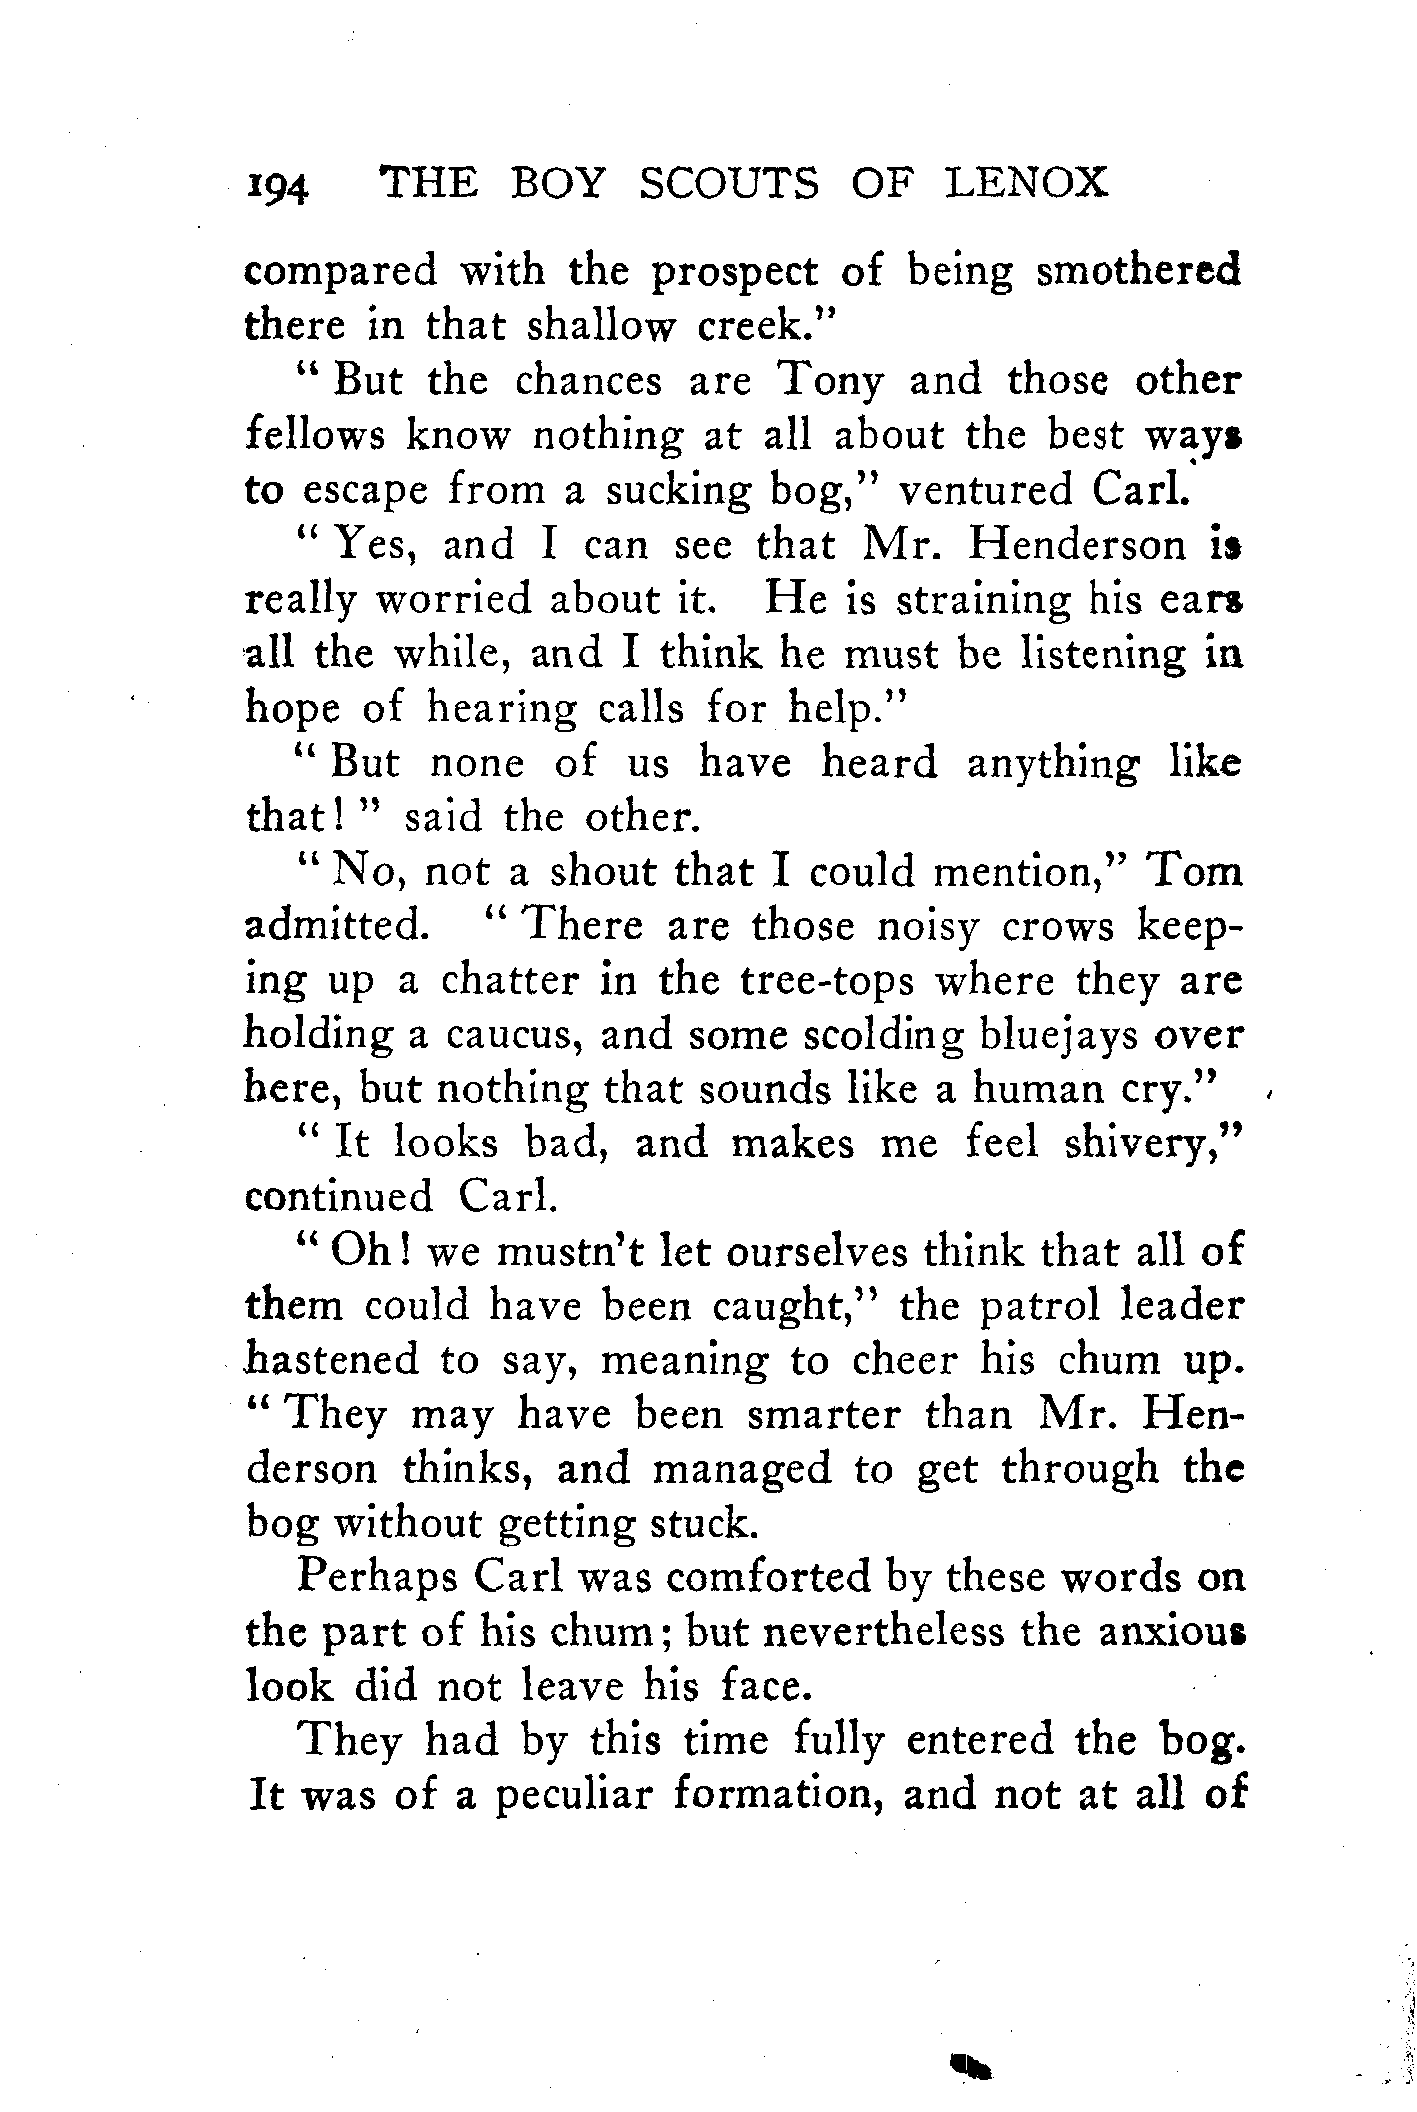 194 THE BOY SCOUTS OF LENOX
compared with the prospect of being smothered
there in that shallow creek."
" But the chances are Tony and those other
fellows know nothing at all about the best ways
to escape from a sucking bog," ventured Carl.
" Yes, and I can see that Mr. Henderson is
really worried about it. He is straining his ears
all the while, and I think he must be listening in
hope of hearing calls for help."
" But none of us have heard anything like
that! " said the other.
" No, not a shout that I could mention," Tom
admitted. " There are those noisy crows keep-
ing up a chatter in the tree-tops where they are
holding a caucus, and some scolding bluejays over
here, but nothing that sounds like a human cry."
" It looks bad, and makes me feel shivery,"
continued Carl.
" Oh! we mustn't let ourselves think that all of
them could have been caught," the patrol leader
hastened to say, meaning to cheer his chum up.
" They may have been smarter than Mr. Hen-
derson thinks, and managed to get through the
bog without getting stuck.
Perhaps Carl was comforted by these words on
the part of his chum; but nevertheless the anxious
look did not leave his face.
They had by this time fully entered the bog.
It was of a peculiar formation, and not at all of